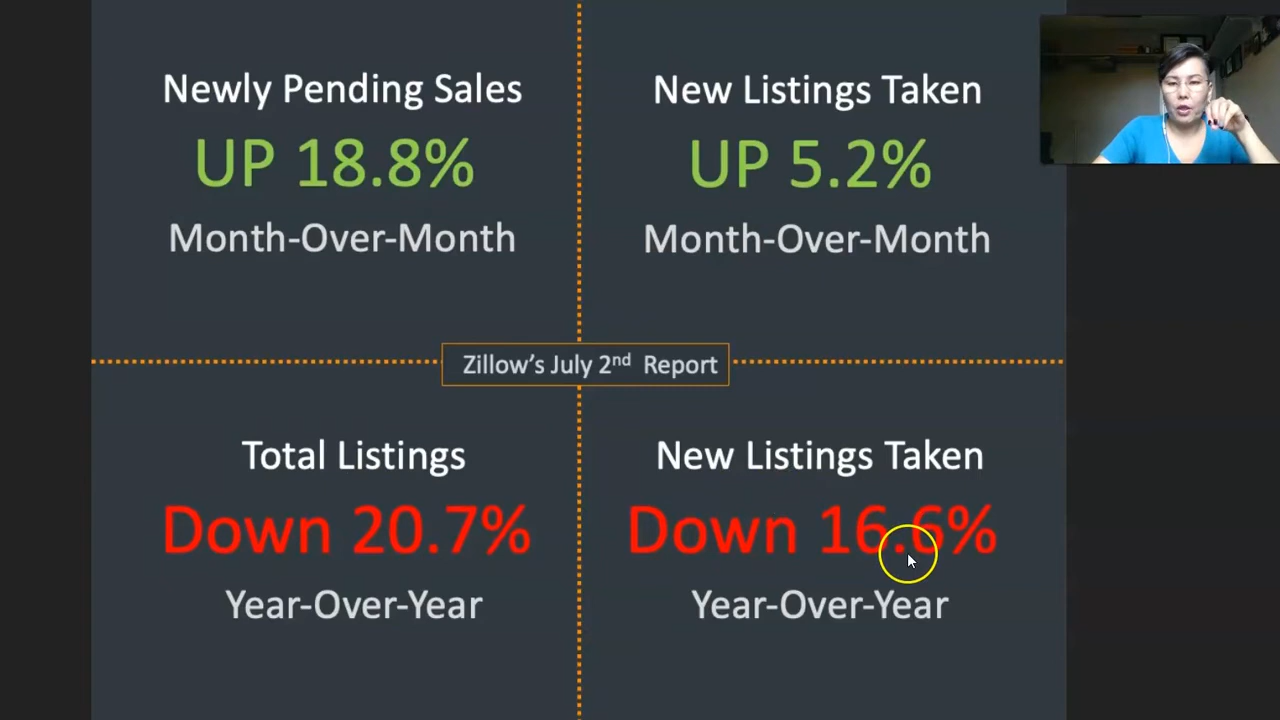 Newly Pending Sales
UP 18.8%
Month-Over-Month
New Listings Taken
UP 5.2%
Month-Over-Month
Zillow’s July 2nd Report
Total Listings
Down 20.7%
Year-Over-Year
New Listings Taken
Down 16.6%
Year-Over-Year